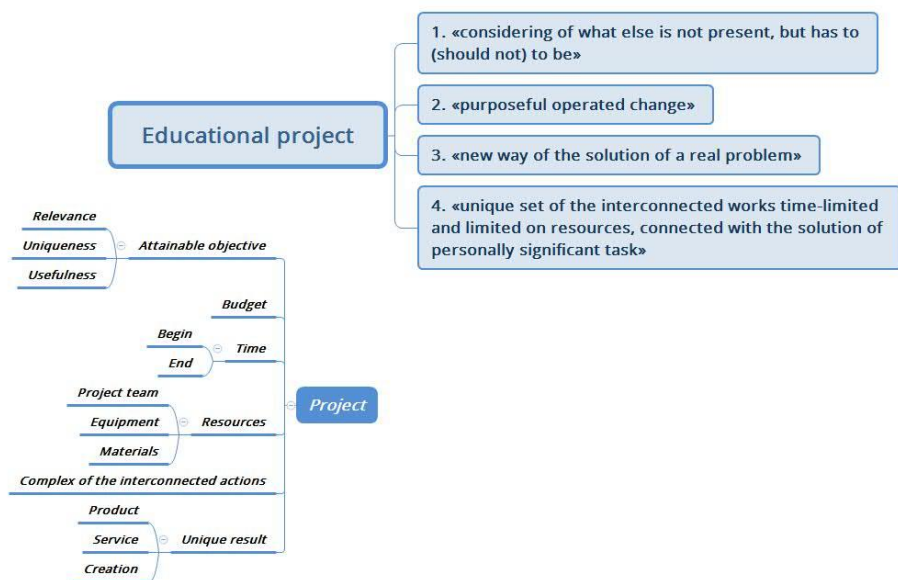 Educational project
1. «considering of what else is not present, but has to
(should not) to be»
2. «purposeful operated change»
3. «new way of the solution of a real problem»
4. «unique set of the interconnected works time-limited
and limited on resources, connected with the solution of
personally significant task»
Project
Attainable objective
Relevance
Uniqueness
Usefulness
Budget
Time
Begin
End
Resources
Project team
Equipment
Materials
Complex of the interconnected actions
Unique result
Product
Service
Creation